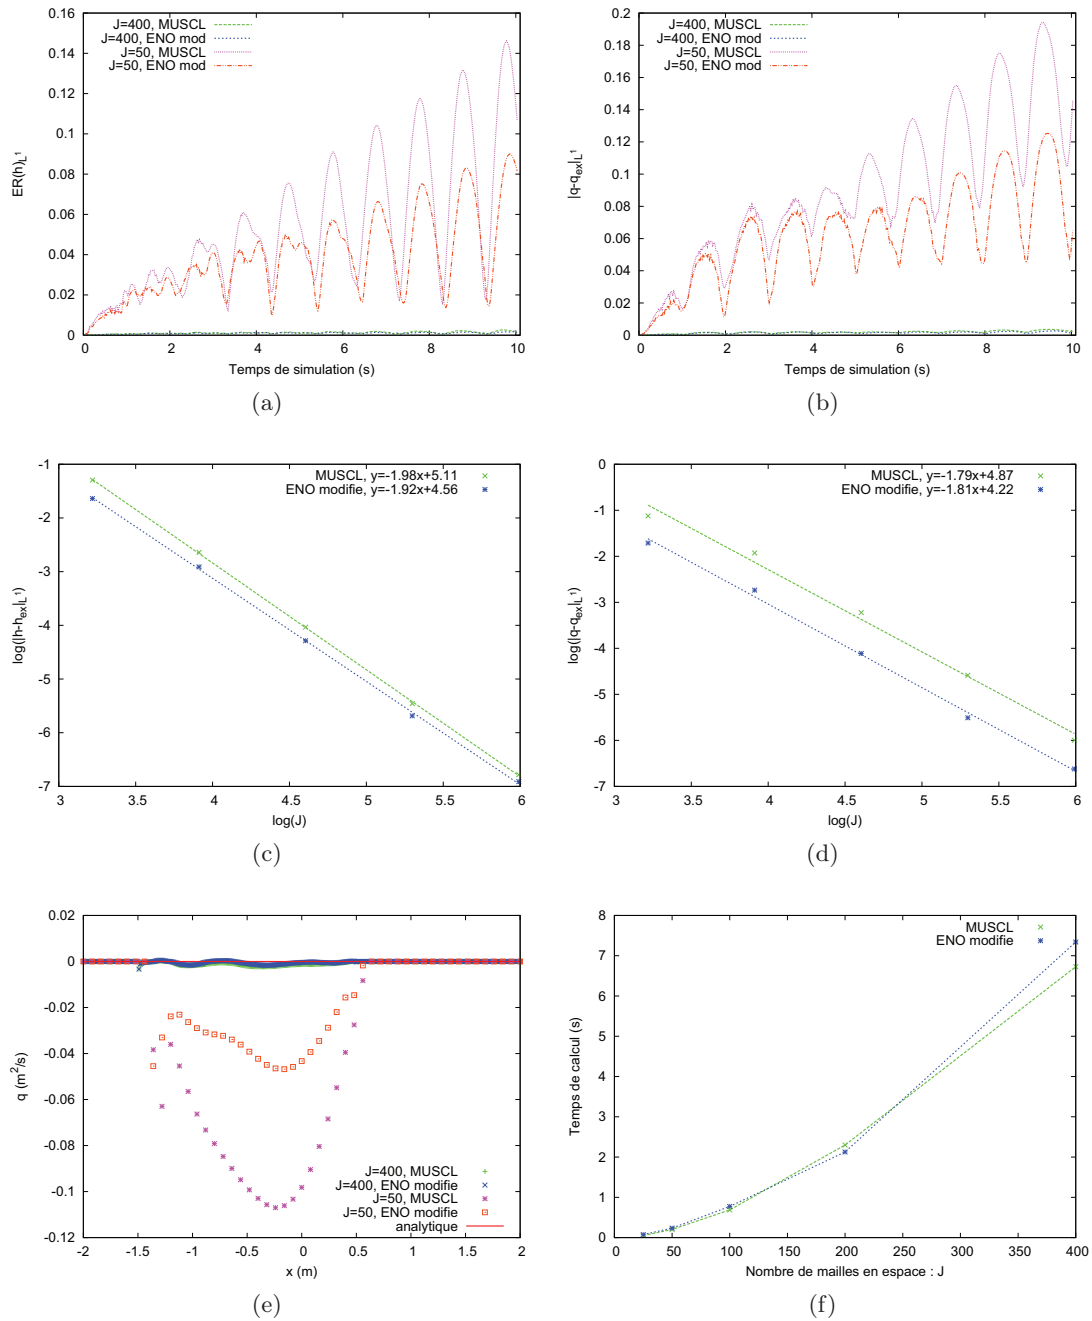 J=400, MUSCL
J=400, ENO mod
J=50, MUSCL
J=50, ENO mod
0.16
0.14
0.12
0.1
0.08
0.06
0.04
0.02
0
ER(h)L¹
0 2 4 6 8 10
Temps de simulation (s)
(a)
J=400, MUSCL
J=400, ENO mod
J=50, MUSCL
J=50, ENO mod
0.2
0.18
0.16
0.14
0.12
0.1
0.08
0.06
0.04
0.02
0
|q-qex|L¹
0 2 4 6 8 10
Temps de simulation (s)
(b)
MUSCL, y=-1.98x+5.11
ENO modifie, y=-1.92x+4.56
-1
-2
-3
-4
-5
-6
-7
log(|h-hex|L¹)
3 3.5 4 4.5 5 5.5 6
log(J)
(c)
MUSCL, y=-1.79x+4.87
ENO modifie, y=-1.81x+4.22
0
-1
-2
-3
-4
-5
-6
-7
log(|q-qex|L¹)
3 3.5 4 4.5 5 5.5 6
log(J)
(d)
0.02
0
-0.02
-0.04
-0.06
-0.08
-0.1
-0.12
q (m²/s)
J=400, MUSCL
J=400, ENO modifie
J=50, MUSCL
J=50, ENO modifie
analytique
-2 -1.5 -1 -0.5 0 0.5 1 1.5 2
x (m)
(e)
MUSCL
ENO modifie
8
7
6
5
4
3
2
1
0
Temps de calcul (s)
50 100 150 200 250 300 350 400
Nombre de mailles en espace : J
(f)